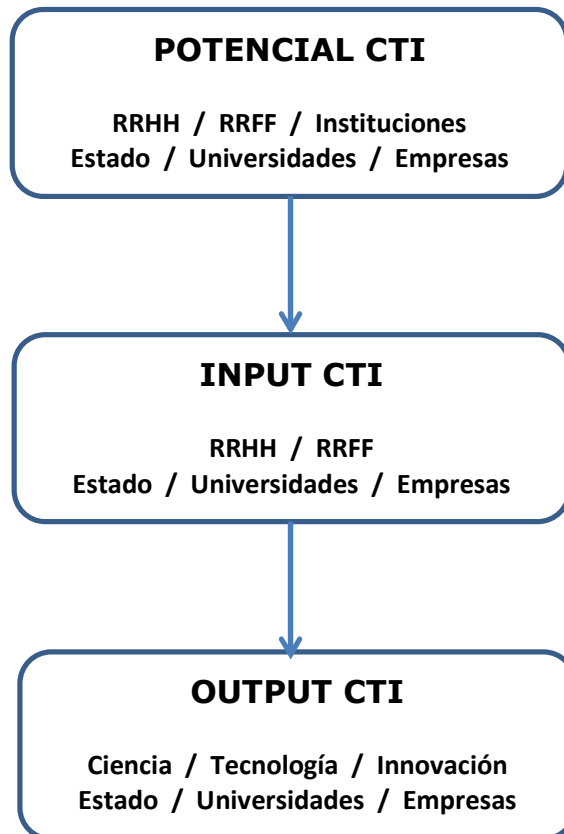 POTENCIAL CTI
RRHH / RRFF / Instituciones
Estado / Universidades / Empresas
INPUT CTI
RRHH / RRFF
Estado / Universidades / Empresas
OUTPUT CTI
Ciencia / Tecnología / Innovación
Estado / Universidades / Empresas